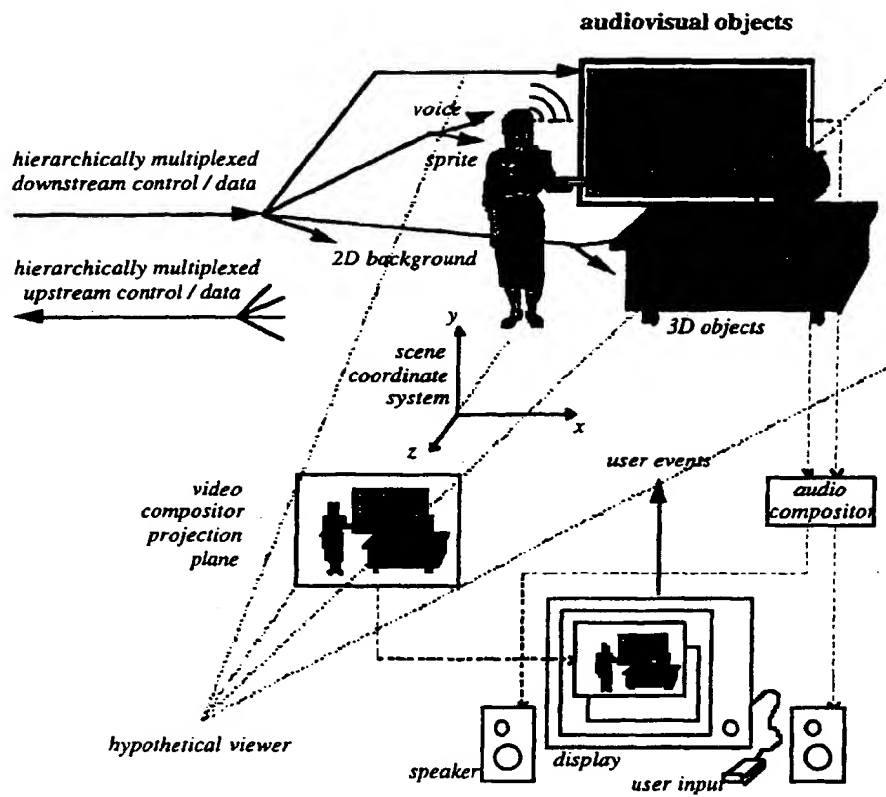 audiovisual objects
voice
sprite
hierarchically multiplexed
downstream control / data
2D background
hierarchically multiplexed
upstream control / data
3D objects
y
scene
coordinate
system
x
z
user events
video
compositor
projection
plane
audio
compositor
hypothetical viewer
speaker
display
user input